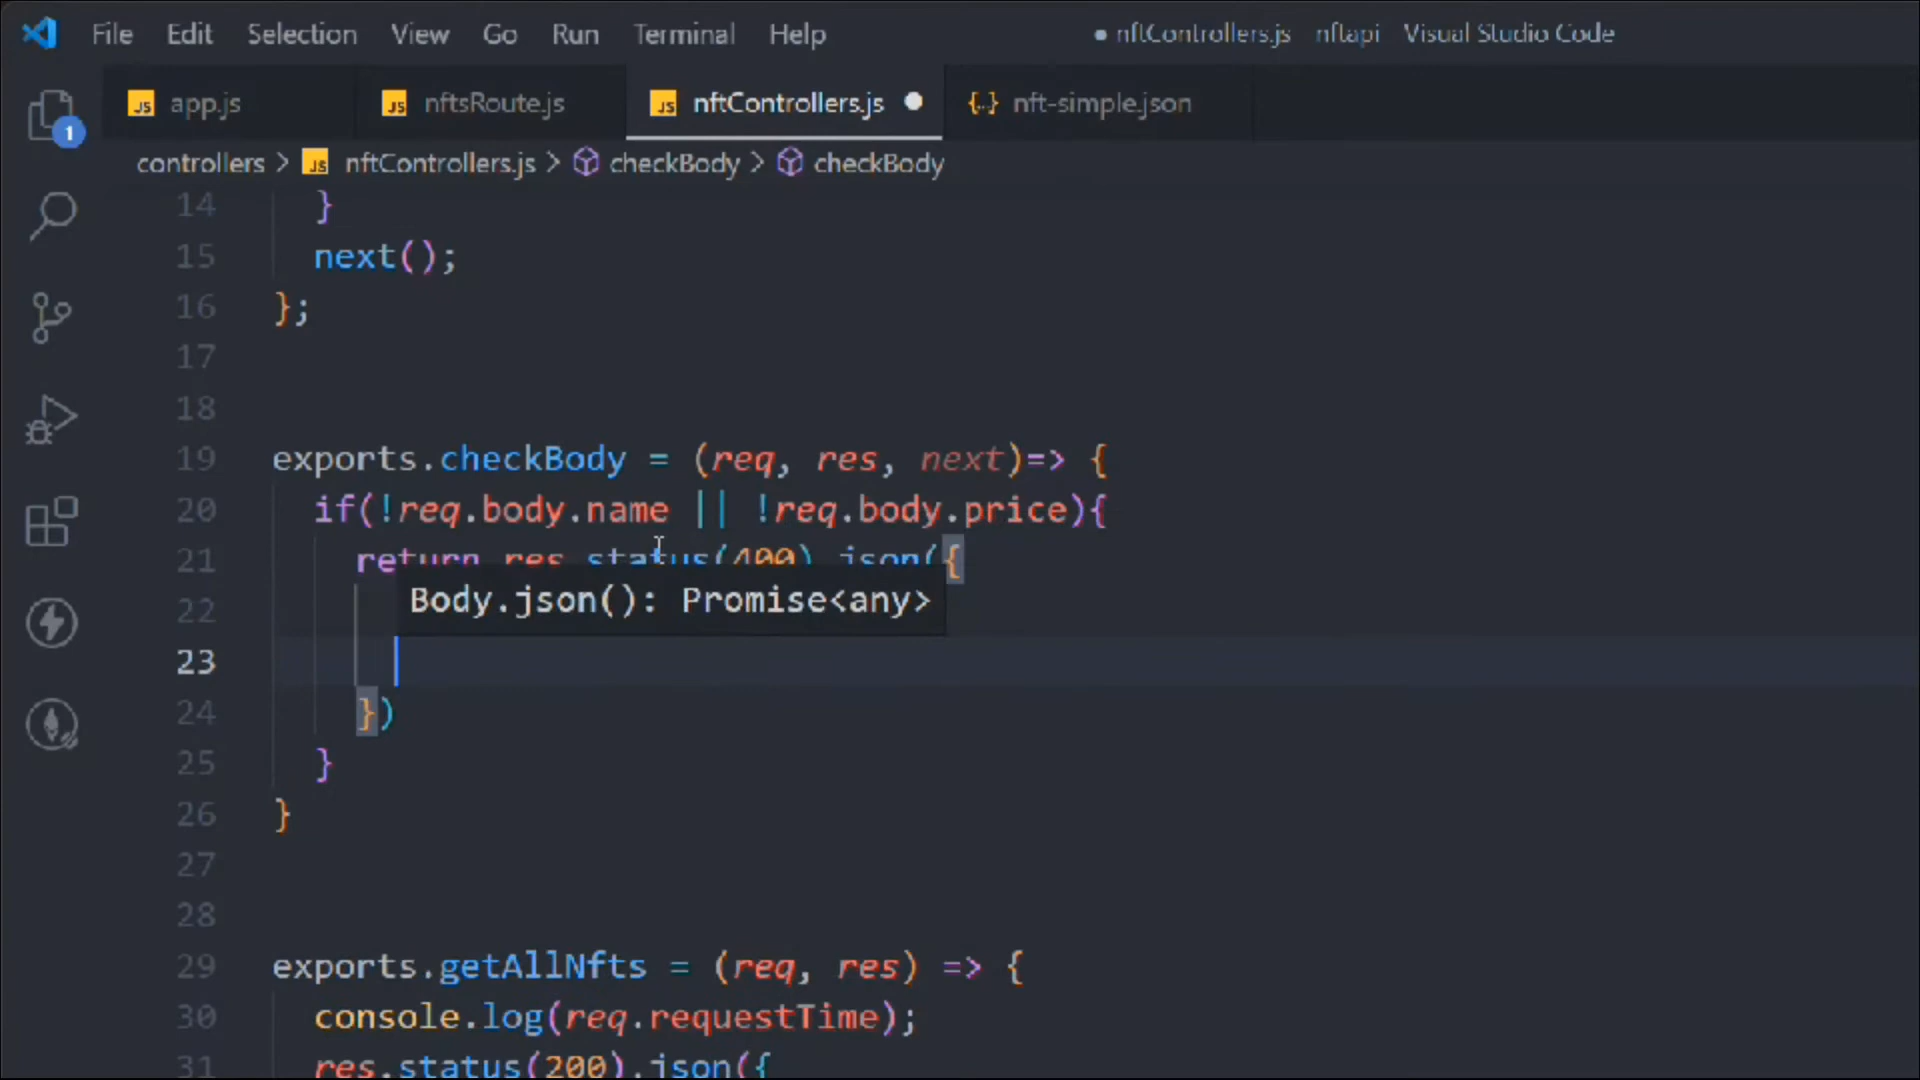 File Edit Selection View Go Run Terminal Help ● nftControllers.js nftapi Visual Studio Code
JS app.js JS nftsRoute.js JS nftControllers.js ● {..} nft-simple.json
1
controllers > JS nftControllers.js > checkBody > checkBody
14 }
15 next();
16 };
17
18
19 exports.checkBody = (req, res, next)=> {
20 if(!req.body.name || !req.body.price){
21 return res.status(400).json({
22 Body.json(): Promise<any>
23
24 })
25 }
26 }
27
28
29 exports.getAllNfts = (req, res) => {
30 console.log(req.requestTime);
31 res.status(200).json({